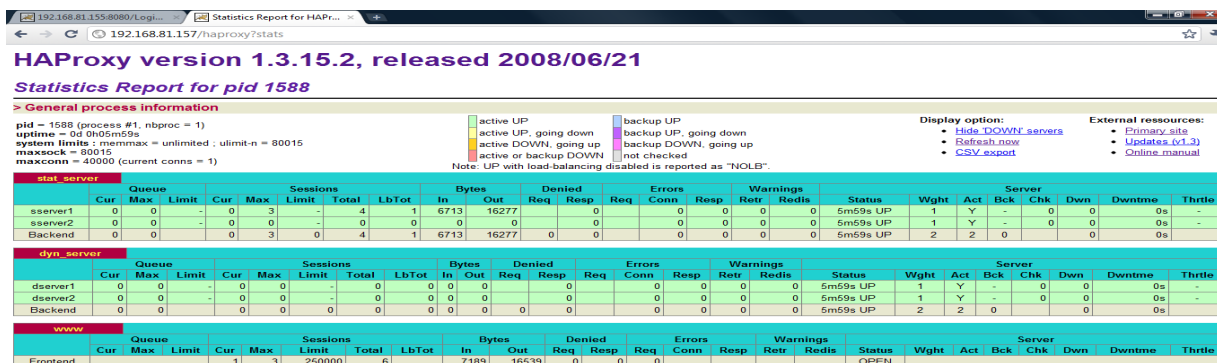 192.168.81.155:8080/Logi... Statistics Report for HAPr...
192.168.81.157/haproxy?stats
HAProxy version 1.3.15.2, released 2008/06/21
Statistics Report for pid 1588
> General process information
pid = 1588 (process #1, nbproc = 1)
uptime = 0d 0h05m59s
system limits : memmax = unlimited ; ulimit-n = 80015
maxsock = 80015
maxconn = 40000 (current conns = 1)
active UP backup UP
active UP, going down backup UP, going down
active DOWN, going up backup DOWN, going up
active or backup DOWN not checked
Note: UP with load-balancing disabled is reported as "NOLB".
Display option:
• Hide 'DOWN' servers
• Refresh now
• CSV export
External ressources:
• Primary site
• Updates (v1.3)
• Online manual
stat_server
Queue Sessions Bytes Denied Errors Warnings Server
Cur Max Limit Cur Max Limit Total LbTot In Out Req Resp Req Conn Resp Retr Redis Status Wght Act Bck Chk Dwn Dwntme Thrtle
sserver1 0 0 - 0 3 - 4 1 6713 16277 0 0 0 0 0 5m59s UP 1 Y - 0 0 0s -
sserver2 0 0 - 0 0 - 0 0 0 0 0 0 0 0 0 5m59s UP 1 Y - 0 0 0s -
Backend 0 0 0 3 0 4 1 6713 16277 0 0 0 0 0 0 5m59s UP 2 2 0 0 0s
dyn_server
Queue Sessions Bytes Denied Errors Warnings Server
Cur Max Limit Cur Max Limit Total LbTot In Out Req Resp Req Conn Resp Retr Redis Status Wght Act Bck Chk Dwn Dwntme Thrtle
dserver1 0 0 - 0 0 - 0 0 0 0 0 0 0 0 0 5m59s UP 1 Y - 0 0 0s -
dserver2 0 0 - 0 0 - 0 0 0 0 0 0 0 0 0 5m59s UP 1 Y - 0 0 0s -
Backend 0 0 0 0 0 0 0 0 0 0 0 0 0 0 0 5m59s UP 2 2 0 0 0s
www
Queue Sessions Bytes Denied Errors Warnings Server
Cur Max Limit Cur Max Limit Total LbTot In Out Req Resp Req Conn Resp Retr Redis Status Wght Act Bck Chk Dwn Dwntme Thrtle
Frontend 1 3 250000 6 7189 16539 0 0 0 OPEN